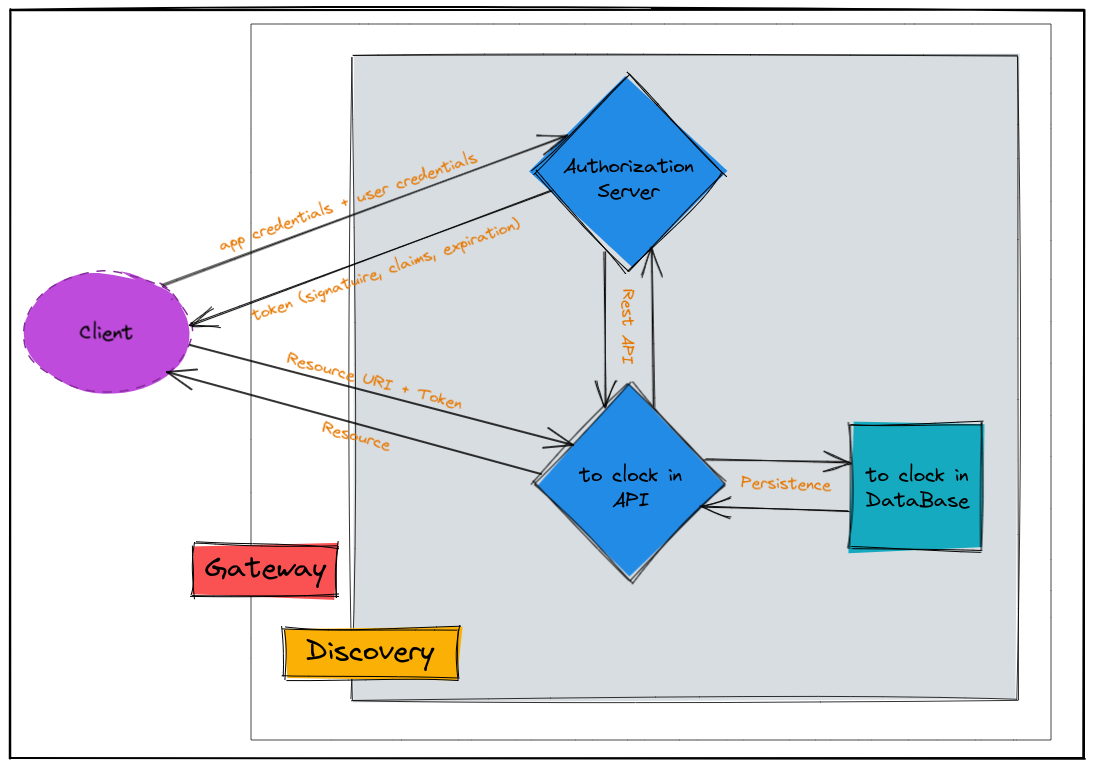 Authorization
Server
app credentials + user credentials
token (signatuire, claims, expiration)
Client
Rest API
Resource URI + Token
Resource
to clock in
API
Persistence
to clock in
DataBase
Gateway
Discovery